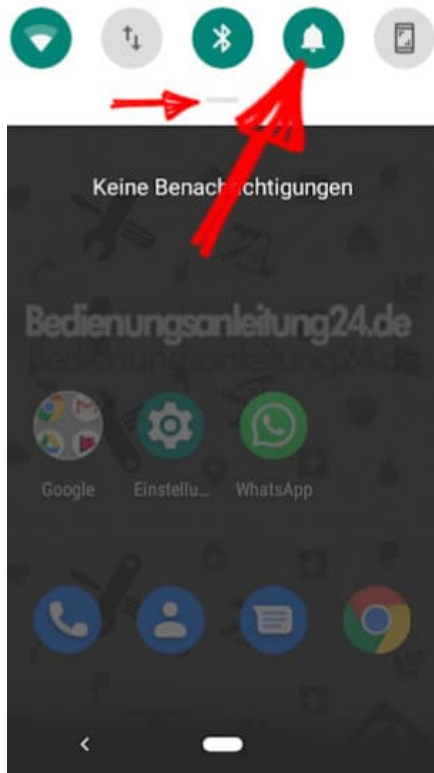 Keine Benachrichtigungen
Bedienungsanleitung24.de
Google
Einstellu...
WhatsApp